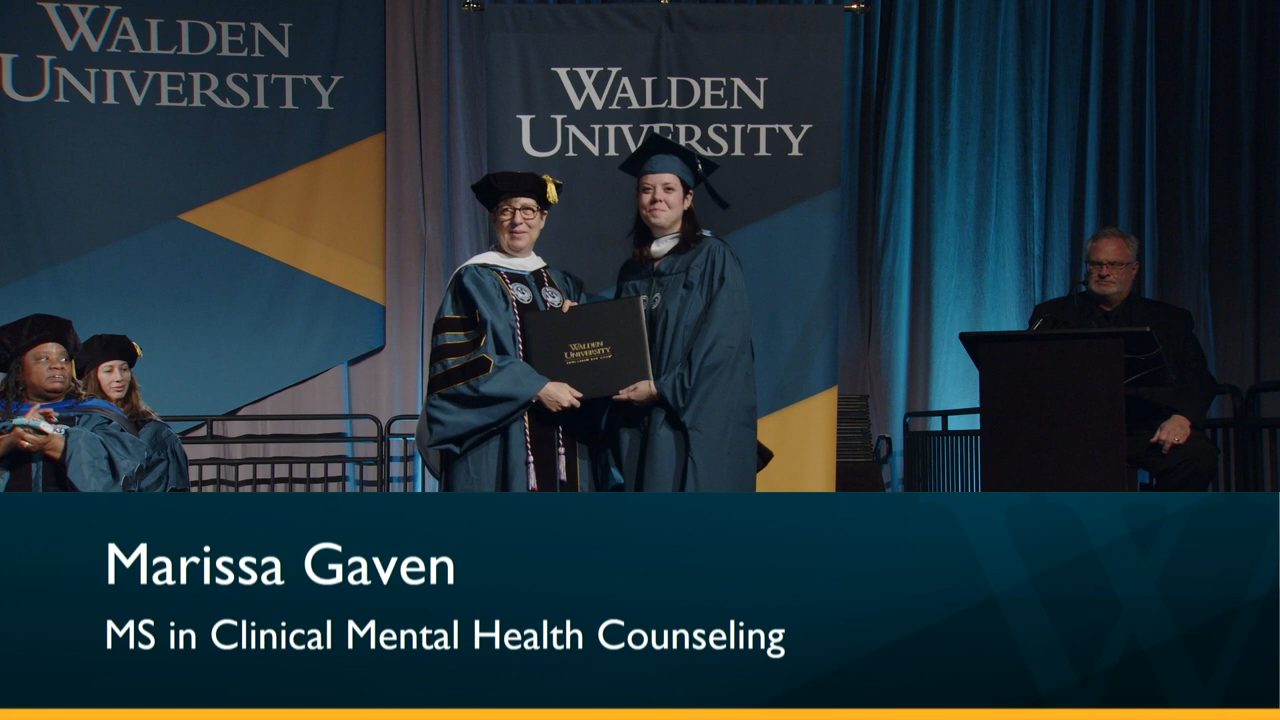 WALDEN
UNIVERSITY
WALDEN
UNIVERSITY
WALDEN
UNIVERSITY
Marissa Gaven
MS in Clinical Mental Health Counseling